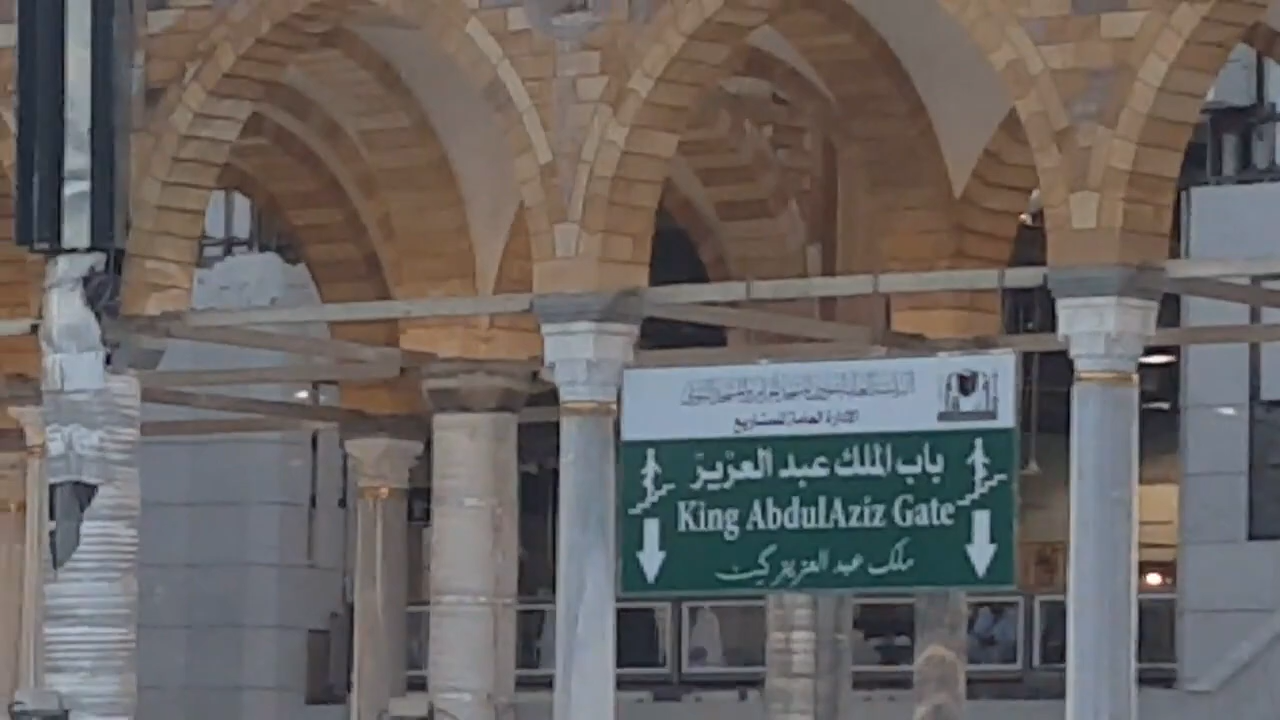 الإدارة العامة للمشاريع
باب الملك عبد العزيز
King AbdulAziz Gate
ملک عبد العزیز گیٹ